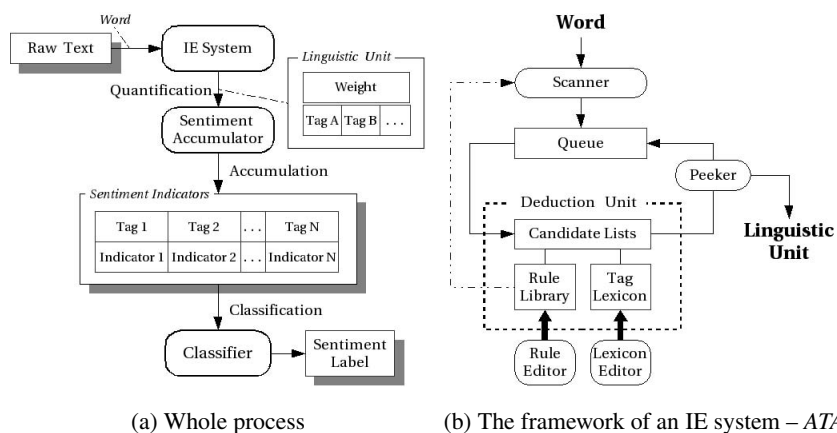 Word
Raw Text
IE System
Linguistic Unit
Weight
Tag A Tag B ...
Quantification
Sentiment
Accumulator
Accumulation
Sentiment Indicators
Tag 1 Tag 2 ... Tag N
Indicator 1 Indicator 2 ... Indicator N
Classification
Classifier
Sentiment
Label
(a) Whole process
Word
Scanner
Queue
Peeker
Linguistic
Unit
Deduction Unit
Candidate Lists
Rule
Library
Tag
Lexicon
Rule
Editor
Lexicon
Editor
(b) The framework of an IE system – ATA